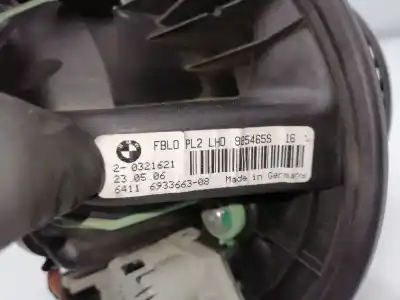 FBLO PL2 LHD 985465S 16
2-0321621
23.05.06
6411 6933663-08 Made in Germany